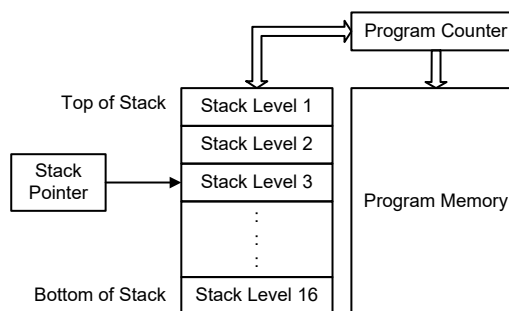 Program Counter
Top of Stack
Stack Level 1
Stack Level 2
Stack
Pointer
Stack Level 3
Program Memory
:
:
:
Bottom of Stack
Stack Level 16